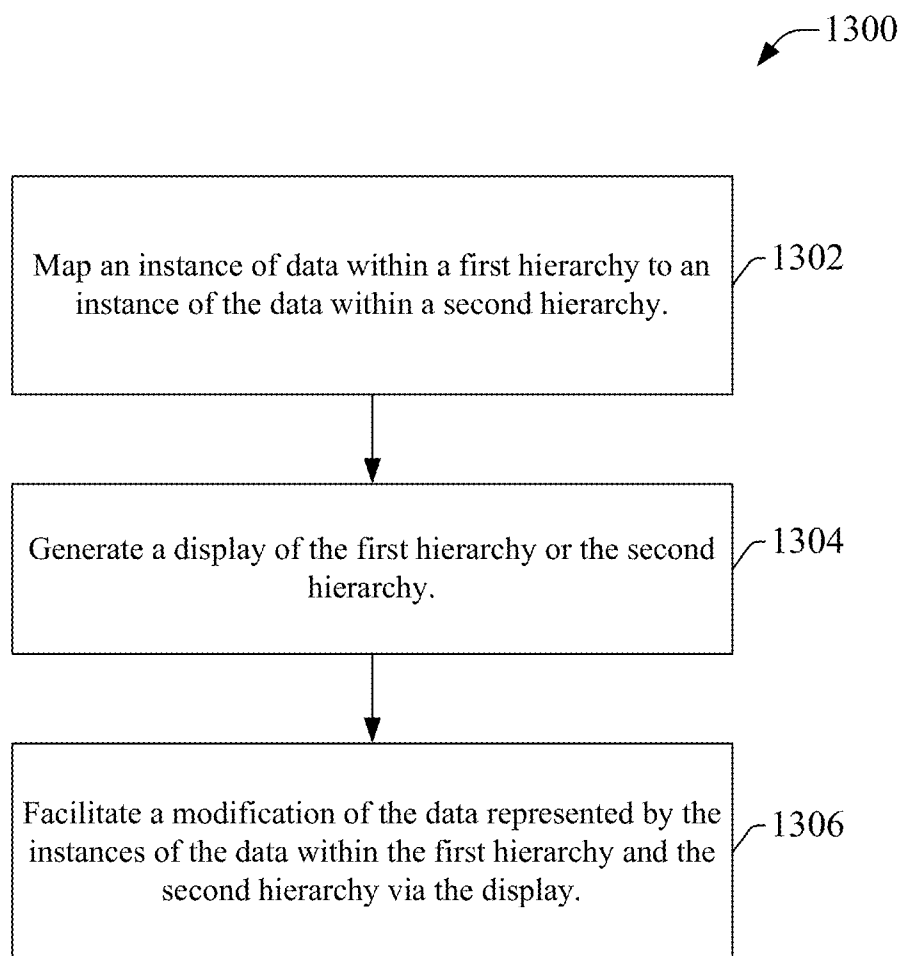 1300
Map an instance of data within a first hierarchy to an
instance of the data within a second hierarchy.
1302
Generate a display of the first hierarchy or the second
hierarchy.
1304
Facilitate a modification of the data represented by the
instances of the data within the first hierarchy and the
second hierarchy via the display.
1306